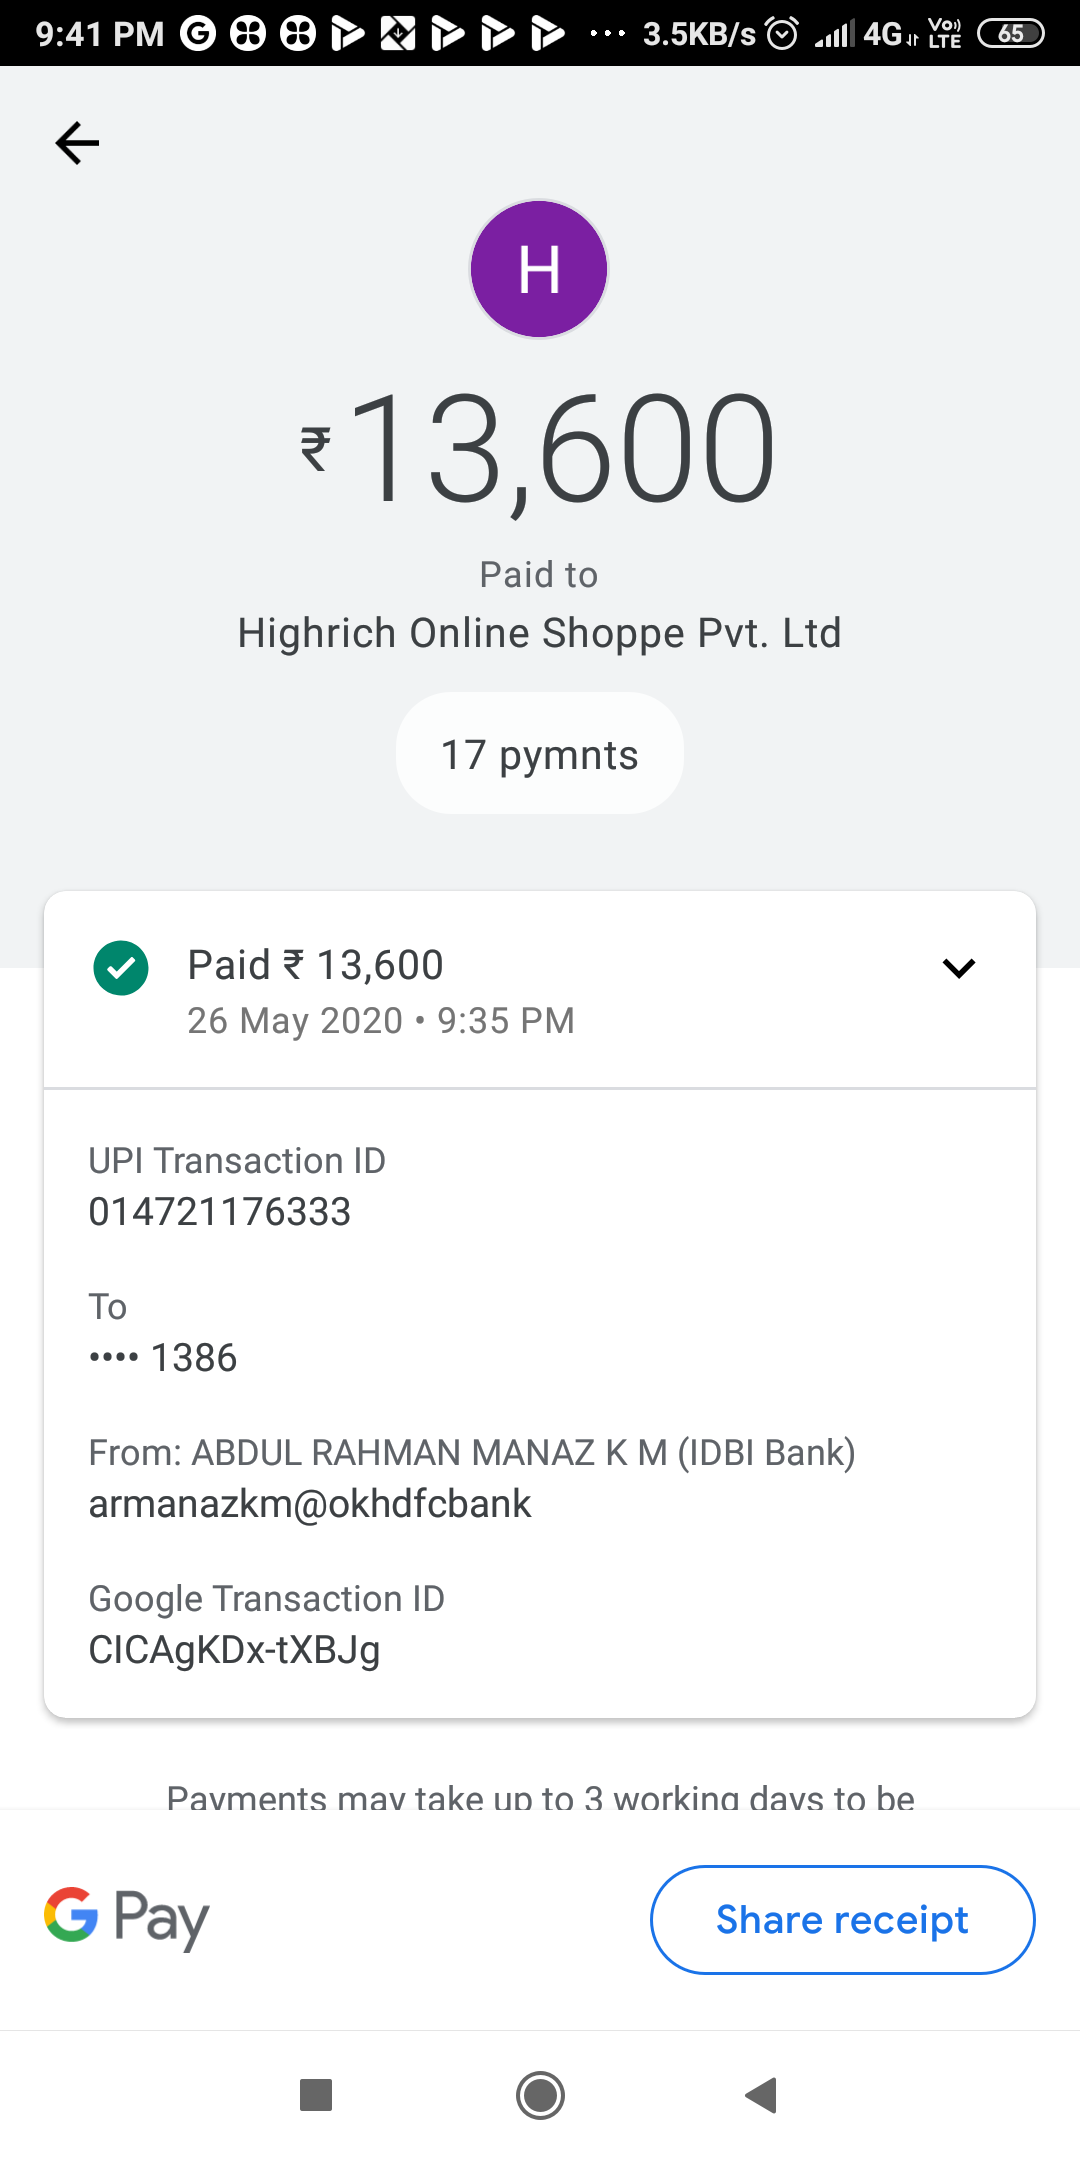 9:41 PM G ... 3.5KB/s 4G Vo)) LTE 65
H
₹13,600
Paid to
Highrich Online Shoppe Pvt. Ltd
17 pymnts
Paid ₹ 13,600
26 May 2020 • 9:35 PM
UPI Transaction ID
014721176333
To
•••• 1386
From: ABDUL RAHMAN MANAZ K M (IDBI Bank)
armanazkm@okhdfcbank
Google Transaction ID
CICAgKDx-tXBJg
Payments may take up to 3 working days to be
G Pay
Share receipt